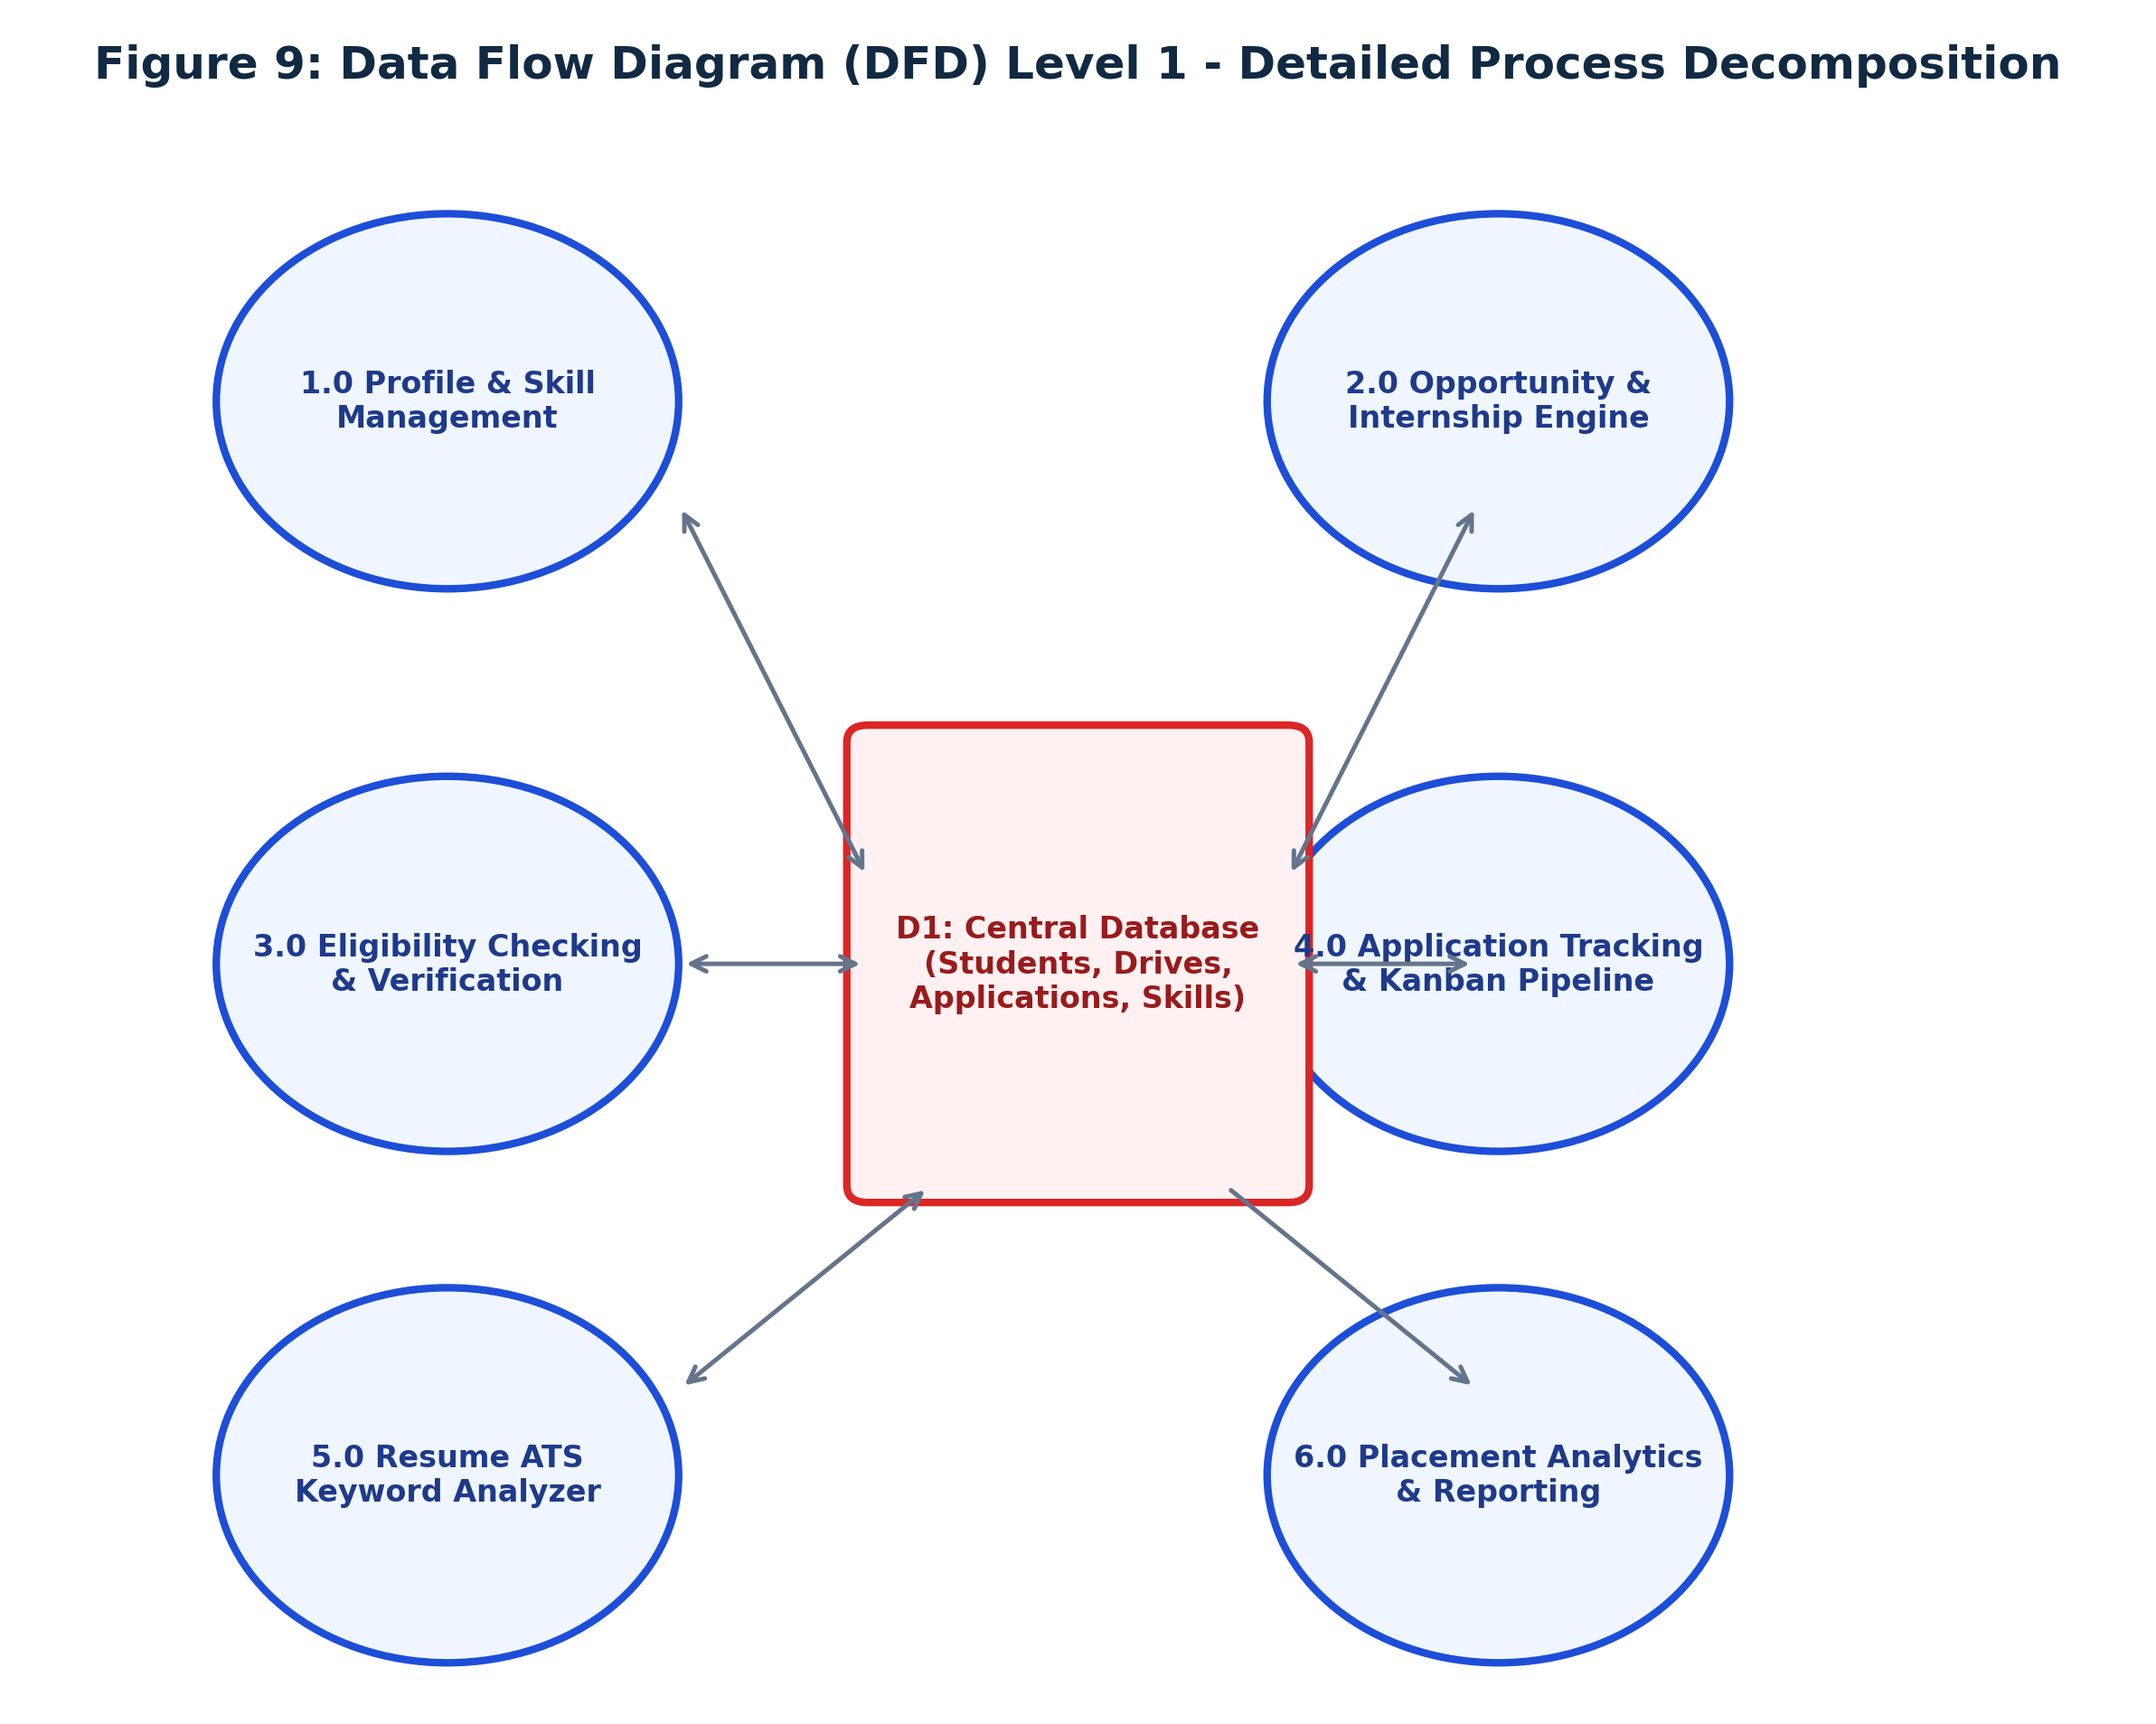 Figure 9: Data Flow Diagram (DFD) Level 1 - Detailed Process Decomposition
1.0 Profile & Skill
Management
2.0 Opportunity &
Internship Engine
3.0 Eligibility Checking
& Verification
D1: Central Database
(Students, Drives,
Applications, Skills)
4.0 Application Tracking
& Kanban Pipeline
5.0 Resume ATS
Keyword Analyzer
6.0 Placement Analytics
& Reporting